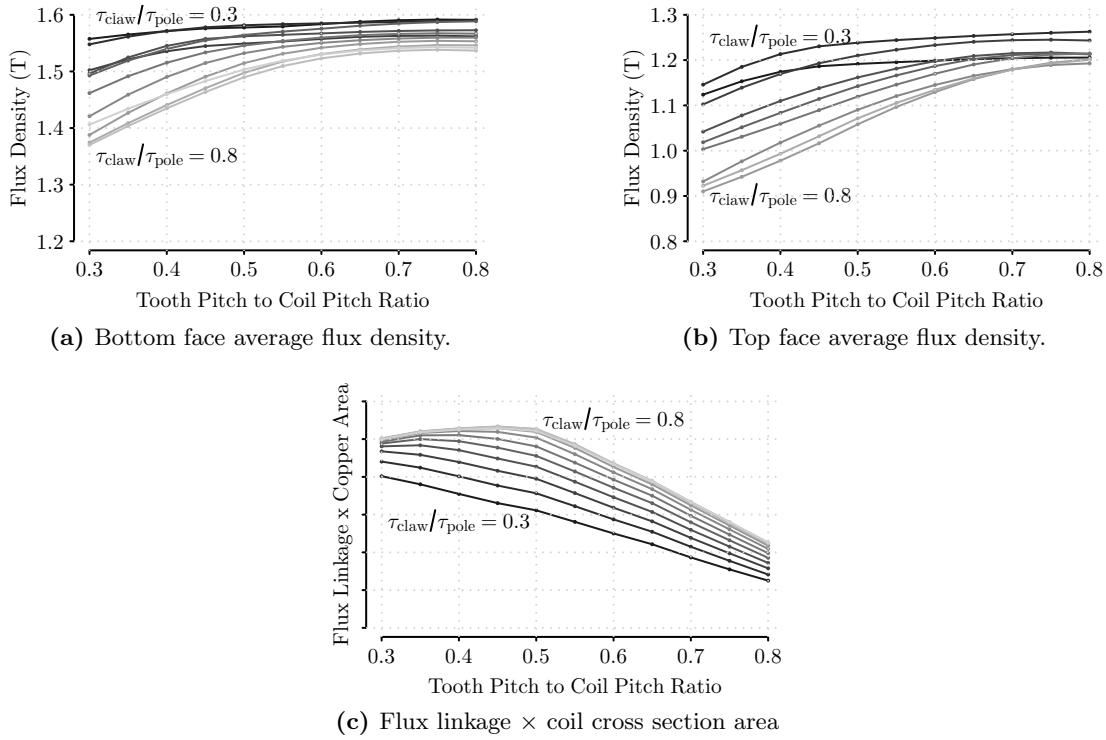 1.6
1.5
1.4
1.3
1.2
Flux Density (T)
τclaw/τpole = 0.3
τclaw/τpole = 0.8
0.3 0.4 0.5 0.6 0.7 0.8
Tooth Pitch to Coil Pitch Ratio
(a) Bottom face average flux density.
1.3
1.2
1.1
1.0
0.9
0.8
Flux Density (T)
τclaw/τpole = 0.3
τclaw/τpole = 0.8
0.3 0.4 0.5 0.6 0.7 0.8
Tooth Pitch to Coil Pitch Ratio
(b) Top face average flux density.
Flux Linkage x Copper Area
τclaw/τpole = 0.8
τclaw/τpole = 0.3
0.3 0.4 0.5 0.6 0.7 0.8
Tooth Pitch to Coil Pitch Ratio
(c) Flux linkage × coil cross section area